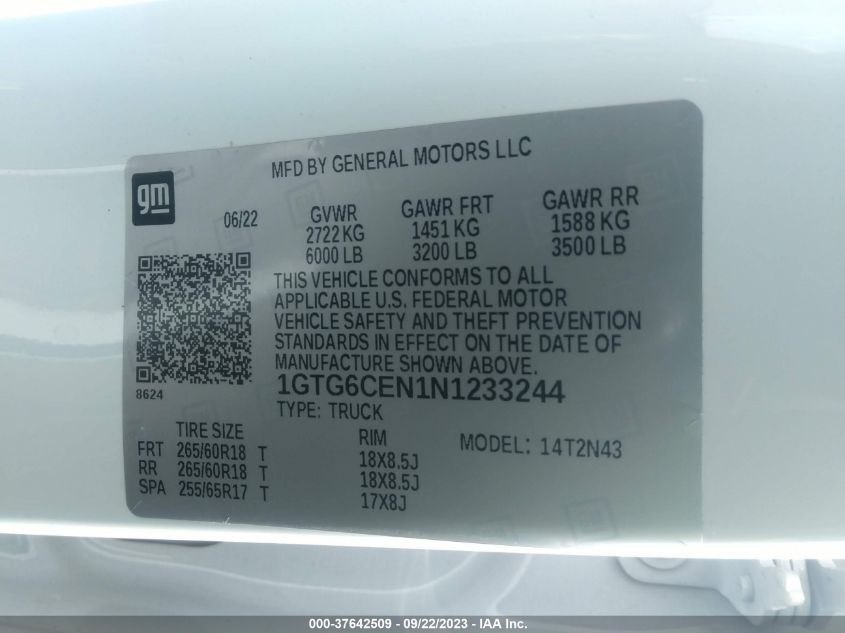 MFD BY GENERAL MOTORS LLC
gm
06/22 GVWR GAWR FRT GAWR RR
2722 KG 1451 KG 1588 KG
6000 LB 3200 LB 3500 LB
THIS VEHICLE CONFORMS TO ALL
APPLICABLE U.S. FEDERAL MOTOR
VEHICLE SAFETY AND THEFT PREVENTION
STANDARDS IN EFFECT ON THE DATE OF
MANUFACTURE SHOWN ABOVE.
8624
1GTG6CEN1N1233244
TYPE: TRUCK
TIRE SIZE RIM MODEL: 14T2N43
FRT 265/60R18 T 18X8.5J
RR 265/60R18 T 18X8.5J
SPA 255/65R17 T 17X8J
000-37642509 - 09/22/2023 - © IAA Inc.